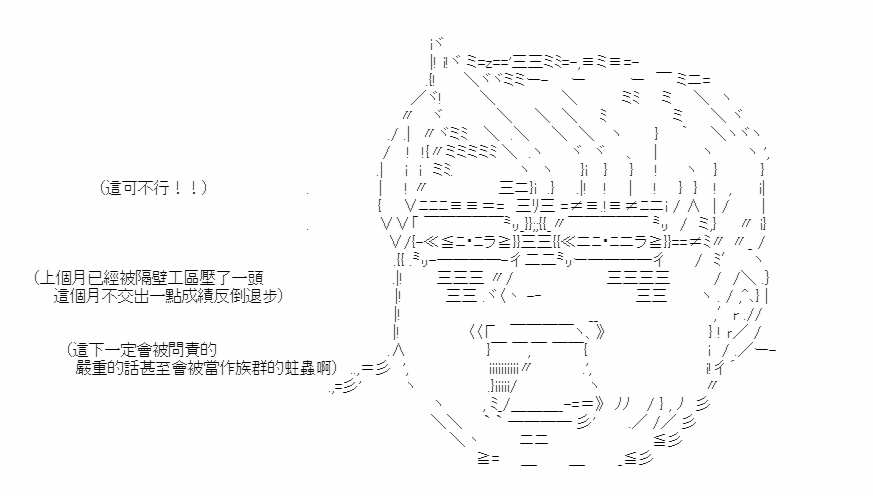 （這可不行！！）
（上個月已經被隔壁工區壓了一頭
這個月不交出一點成績反倒退步）
（這下一定會被問責的
嚴重的話甚至會被當作族群的蛀蟲啊）